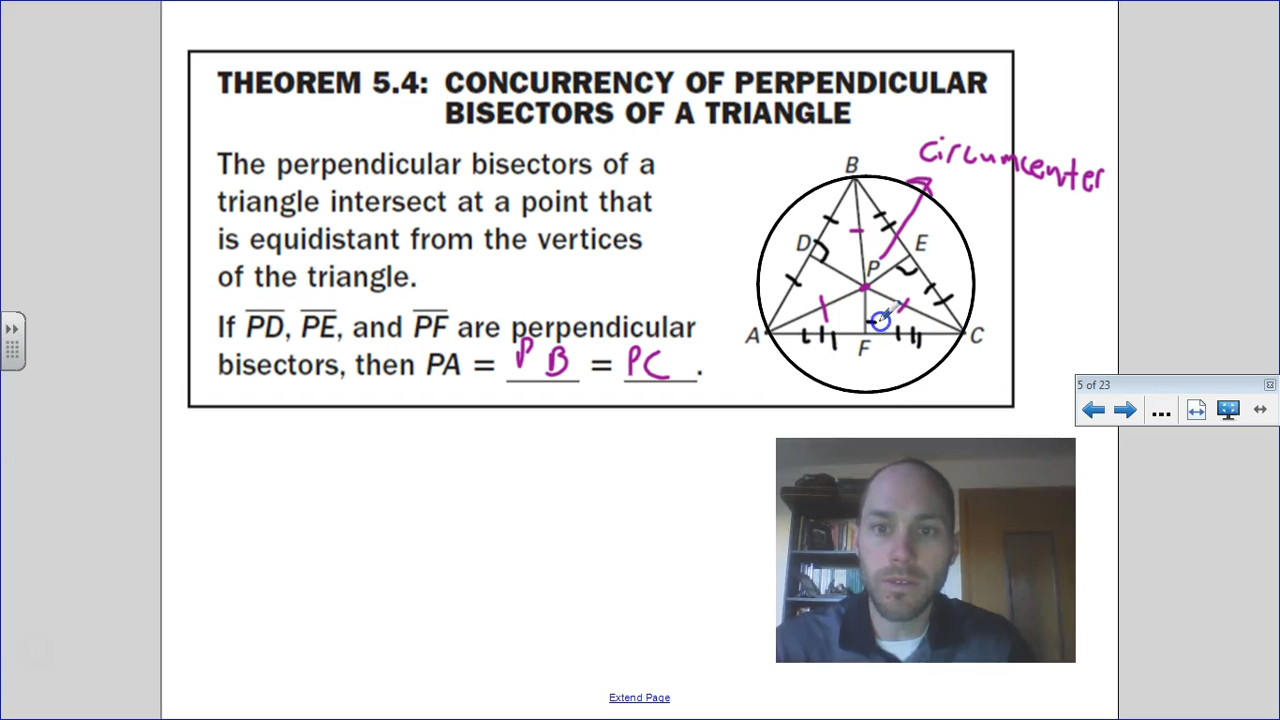 THEOREM 5.4: CONCURRENCY OF PERPENDICULAR
BISECTORS OF A TRIANGLE
The perpendicular bisectors of a
triangle intersect at a point that
is equidistant from the vertices
of the triangle.
If PD, PE, and PF are perpendicular
bisectors, then PA = PB = PC.
circumcenter
B
D
E
P
A
F
C
5 of 23
...
Extend Page